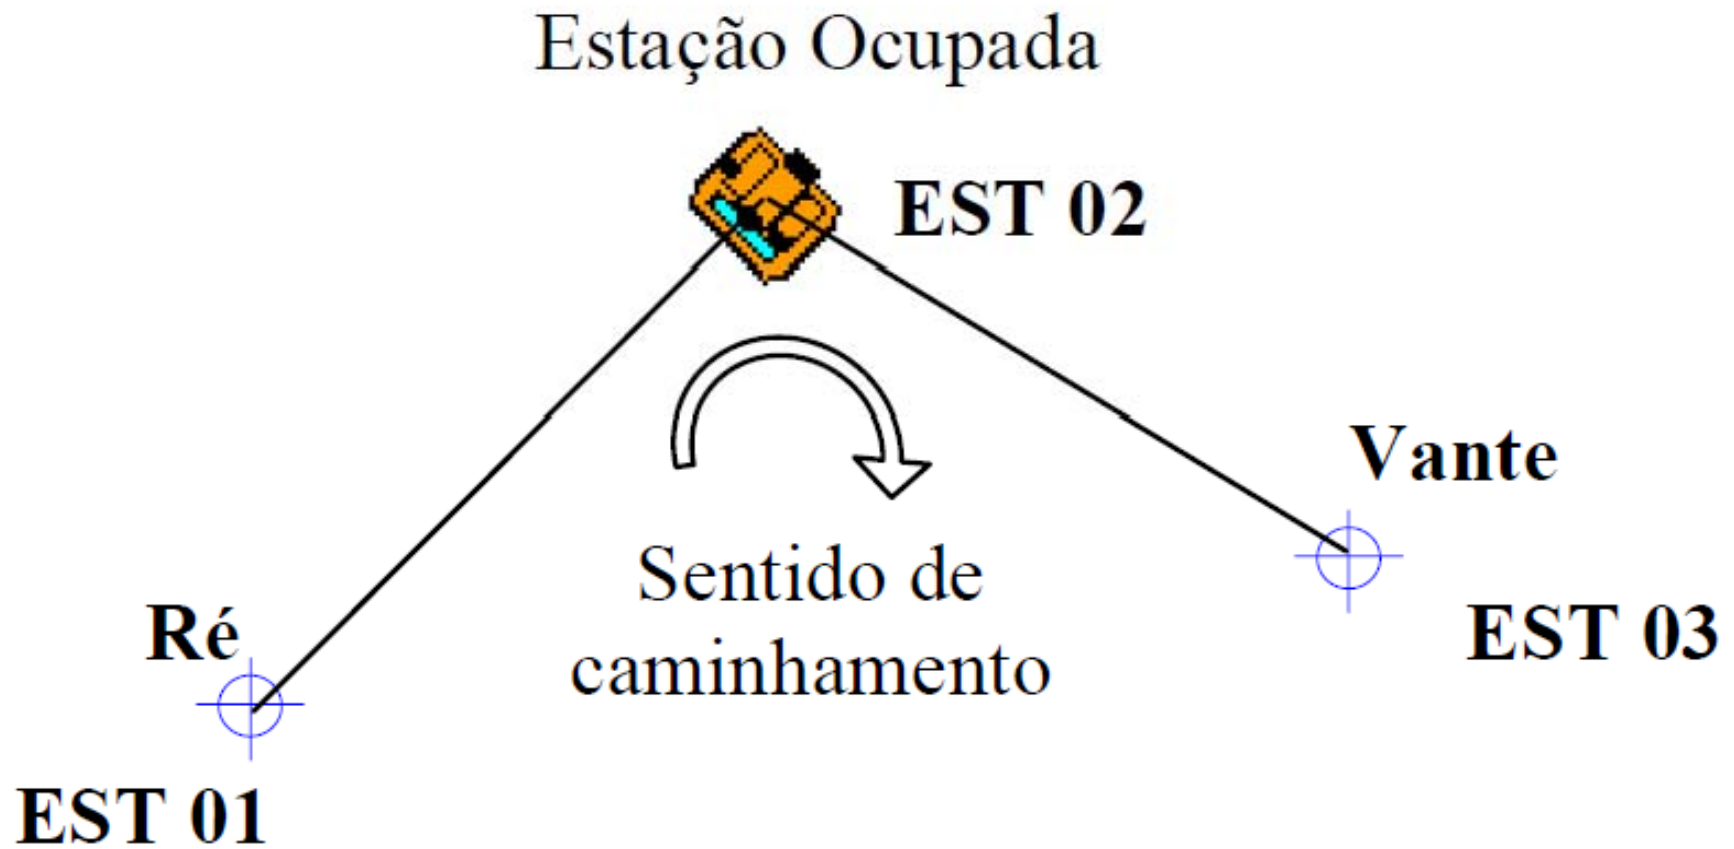 Estação Ocupada
EST 02
Vante
Sentido de
caminhamento
Ré
EST 03
EST 01